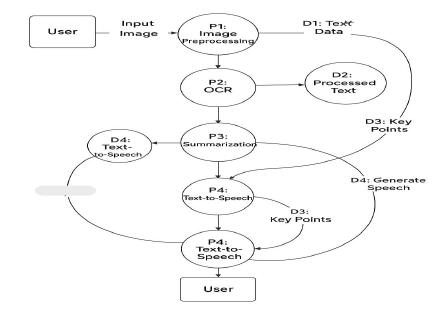 User
Input
Image
P1:
Image
Preprocessing
D1: Text
Data
P2:
OCR
D2:
Processed
Text
D3: Key
Points
P3:
Summarization
D4:
Text-
to-Speech
P4:
Text-to-Speech
D4: Generate
Speech
D3:
Key Points
P4:
Text-to-
Speech
User